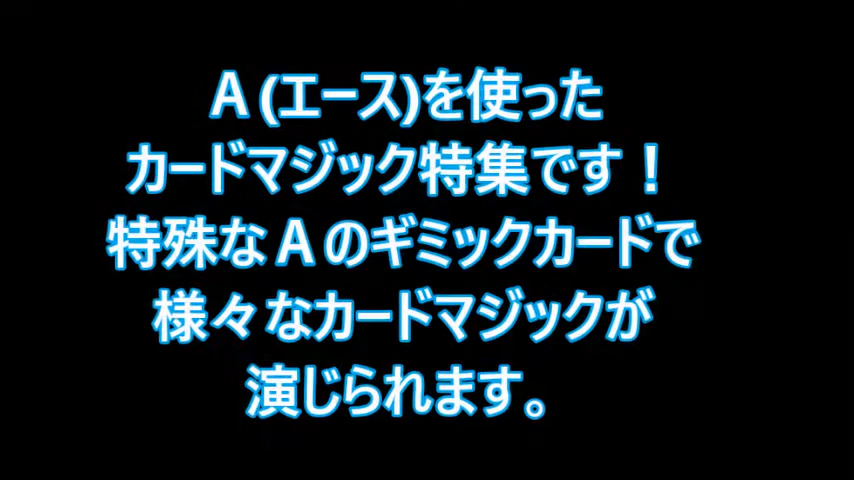 A (エース)を使った
カードマジック特集です！
特殊なAのギミックカードで
様々なカードマジックが
演じられます。